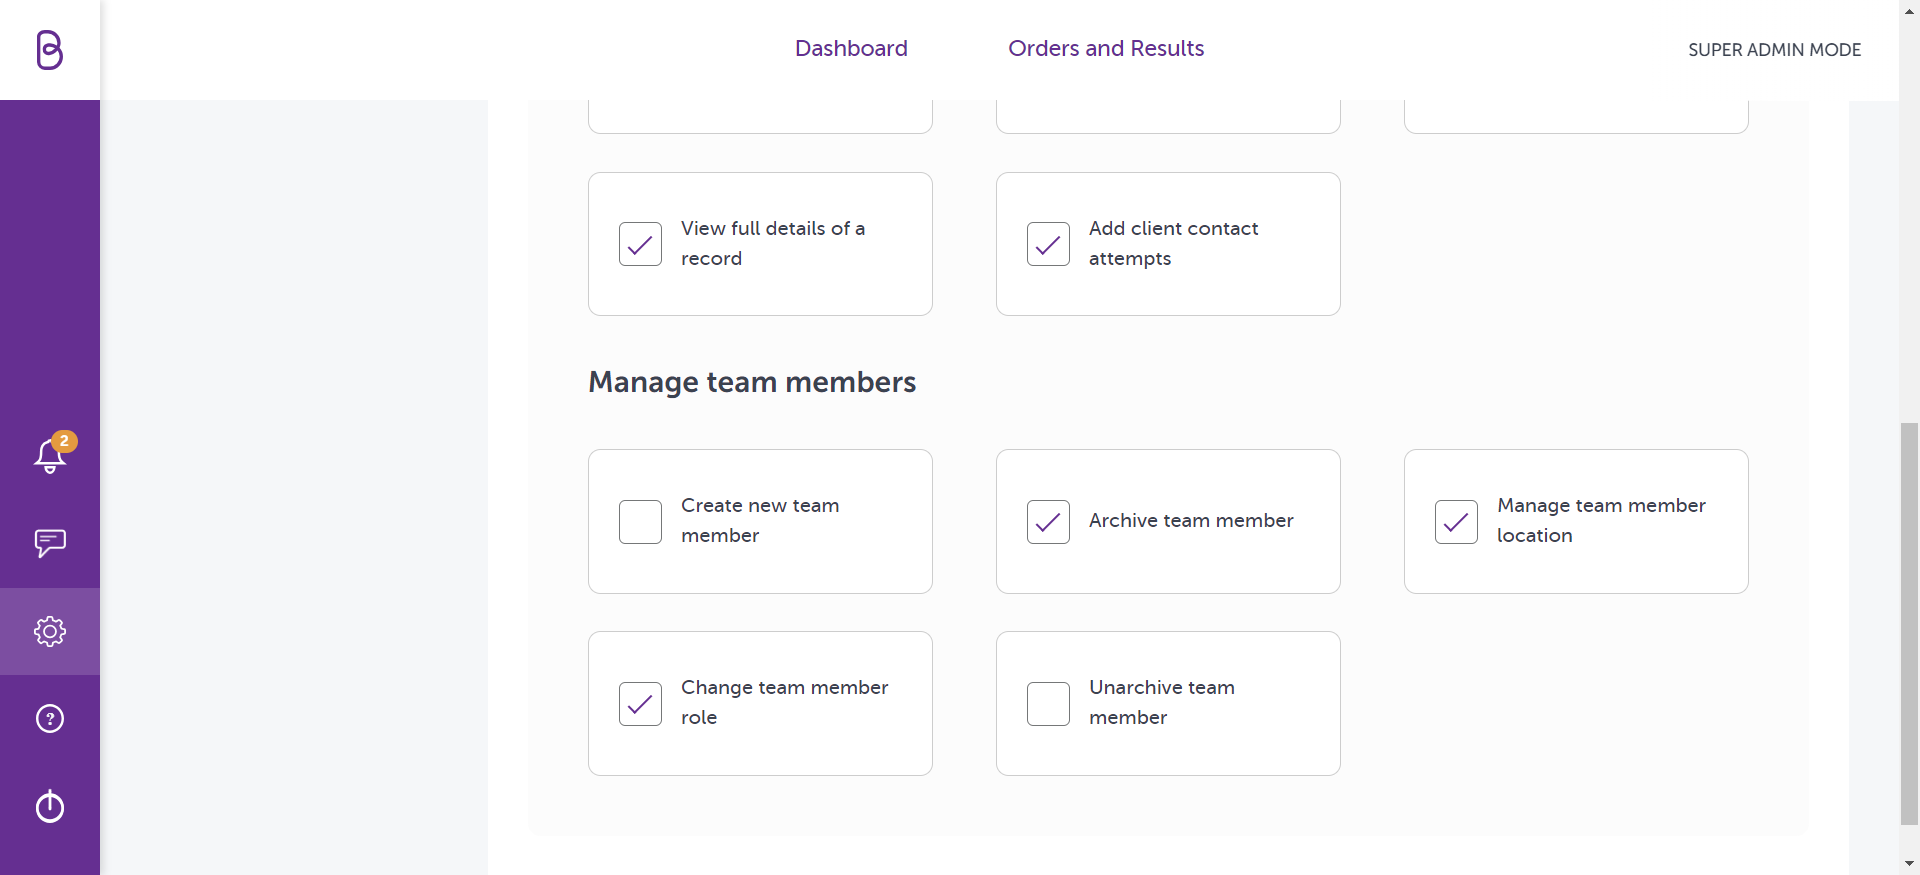 Dashboard
Orders and Results
SUPER ADMIN MODE
View full details of a
record
Add client contact
attempts
Manage team members
2
Create new team
member
Archive team member
Manage team member
location
Change team member
role
Unarchive team
member
?